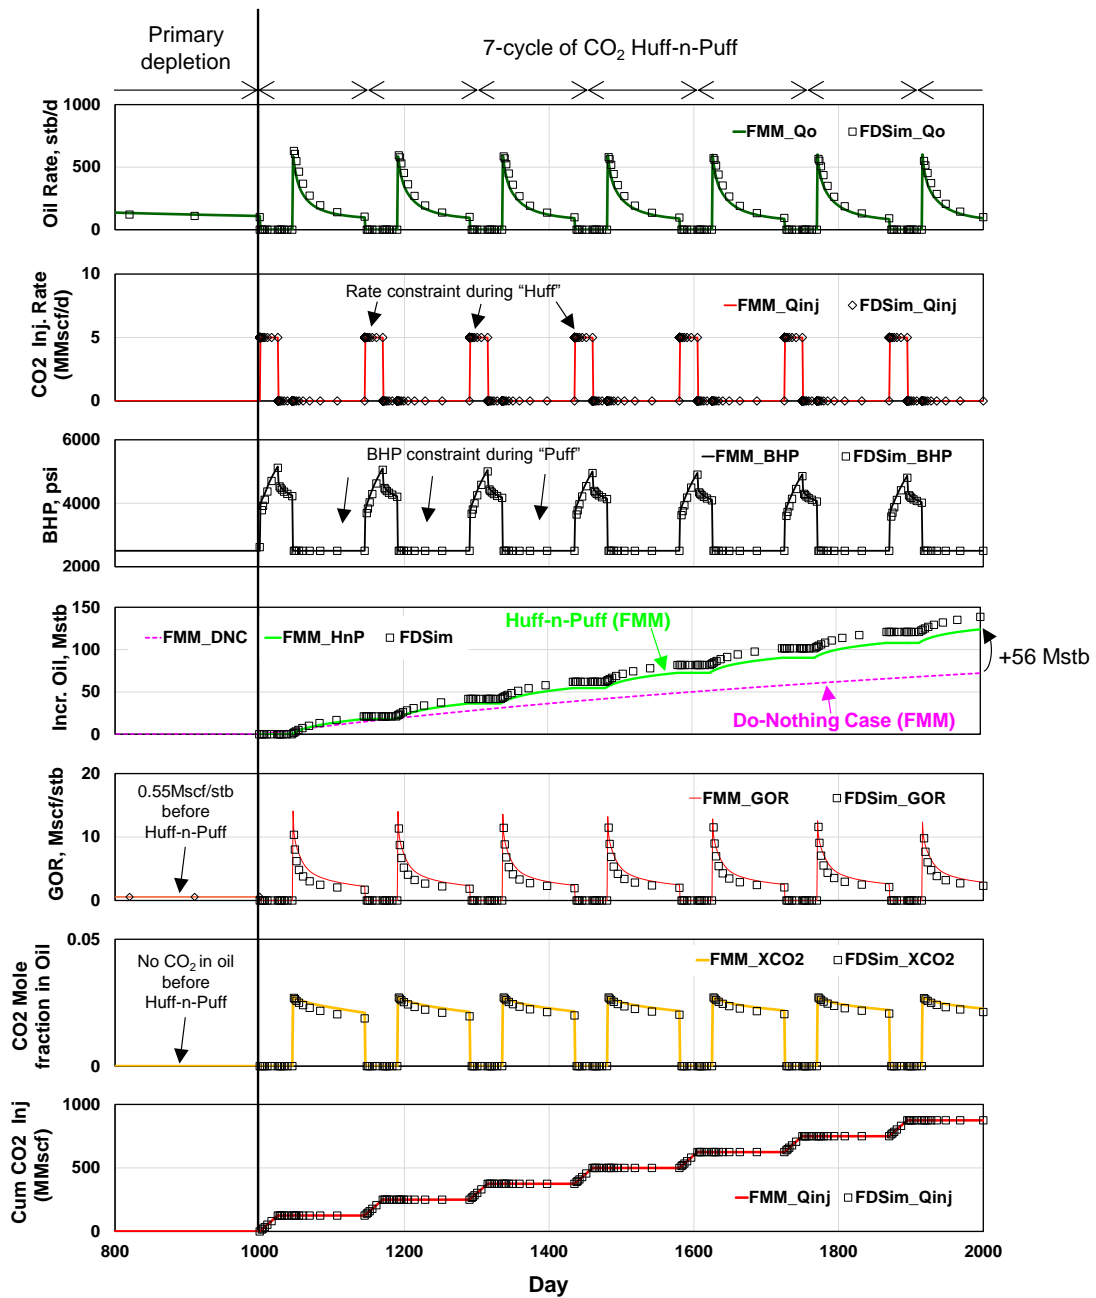 Primary
depletion
7-cycle of CO2 Huff-n-Puff
Oil Rate, stb/d
1000
500
0
FMM_Qo
FDSim_Qo
CO2 Inj. Rate
(MMscf/d)
10
5
0
Rate constraint during “Huff”
FMM_Qinj
FDSim_Qinj
BHP, psi
6000
4000
2000
BHP constraint during “Puff”
FMM_BHP
FDSim_BHP
Incr. Oil, Mstb
150
100
50
0
FMM_DNC
FMM_HnP
FDSim
Huff-n-Puff (FMM)
Do-Nothing Case (FMM)
+56 Mstb
GOR, Mscf/stb
20
10
0
0.55Mscf/stb
before
Huff-n-Puff
FMM_GOR
FDSim_GOR
CO2 Mole
fraction in Oil
0.05
0
No CO2 in oil
before
Huff-n-Puff
FMM_XCO2
FDSim_XCO2
Cum CO2 Inj
(MMscf)
1000
500
0
FMM_Qinj
FDSim_Qinj
800
1000
1200
1400
1600
1800
2000
Day